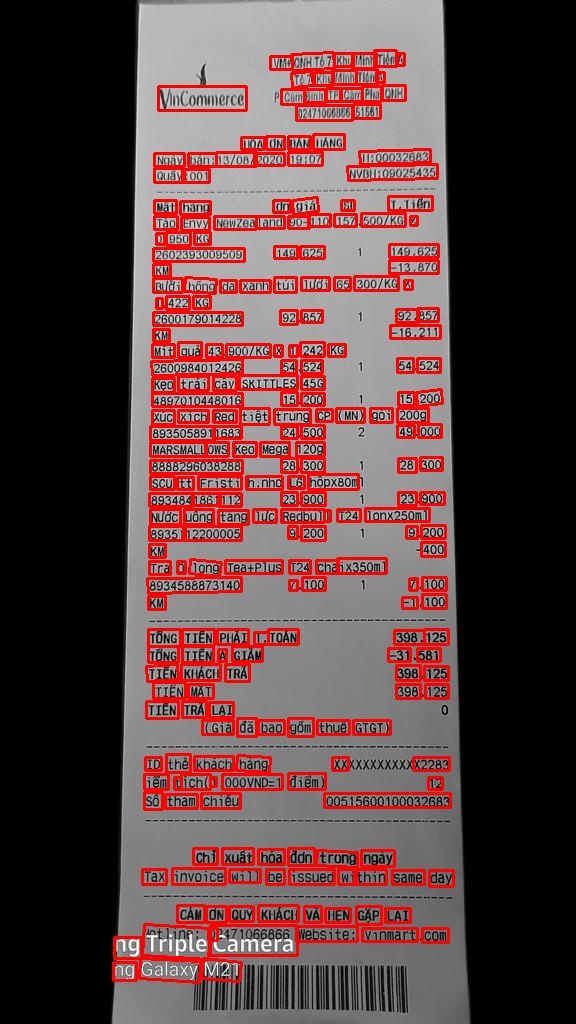 VM+ QNH Tổ 7 Khu Minh Tiến A
Tổ 7 Khu Minh Tiến A
VinCommerce
P. Cẩm Bình TP. Cẩm Phả QNH
02471066866 51561
HÓA ĐƠN BÁN HÀNG
Ngày bán:13/08/2020 19:07 :00032683
Quầy:001 NVBH:09025435
Mặt hàng Đơn giá SL T.Tiền
Táo Envy NewZealand 90-110 157.500/KG X
0.950 KG
2602393009509 149.625 1 149.625
KM -13.870
Bưởi hồng da xanh túi lưới 65.300/KG X
1.422 KG
2600179014228 92.857 1 92.857
KM -16.211
Mít quả 43.900/KG X 1.242 KG
2600984012426 54.524 1 54.524
Kẹo trái cây SKITTLES 45G
4897010448016 15.200 1 15.200
Xúc xích Red tiệt trùng CP (MN) gói 200g
8935058911683 24.500 2 49.000
MARSMALLOWS Kẹo Mega 120g
8888296038288 28.300 1 28.300
SCU tt Fristi h.nho L6 hộpx80ml
8934841861112 23.900 1 23.900
Nước uống tăng lực Redbull T24 lonx250ml
8935112200005 9.200 1 9.200
KM -400
Trà Ô long Tea+Plus T24 chaix350ml
8934588873140 7.100 1 7.100
KM -1.100
TỔNG TIỀN PHẢI T.TOÁN 398.125
TỔNG TIỀN ĐÃ GIẢM -31.581
TIỀN KHÁCH TRẢ 398.125
TIỀN MẶT 398.125
TIỀN TRẢ LẠI 0
(Giá đã bao gồm thuế GTGT)
ID thẻ khách hàng XXXXXXXXXXXX2283
iểm tích( 1.000VND=1 điểm) 12
Số tham chiếu 00515600100032683
Chỉ xuất hóa đơn trong ngày
Tax invoice will be issued within same day
CẢM ƠN QUÝ KHÁCH VÀ HẸN GẶP LẠI
Hotline: 02471066866 Website: vinmart.com
ng Triple Camera
ng Galaxy M21